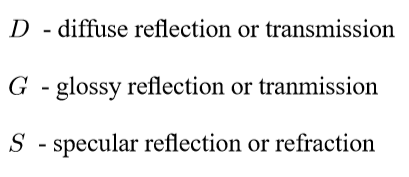 D - diffuse reflection or transmission
G - glossy reflection or tranmission
S - specular reflection or refraction